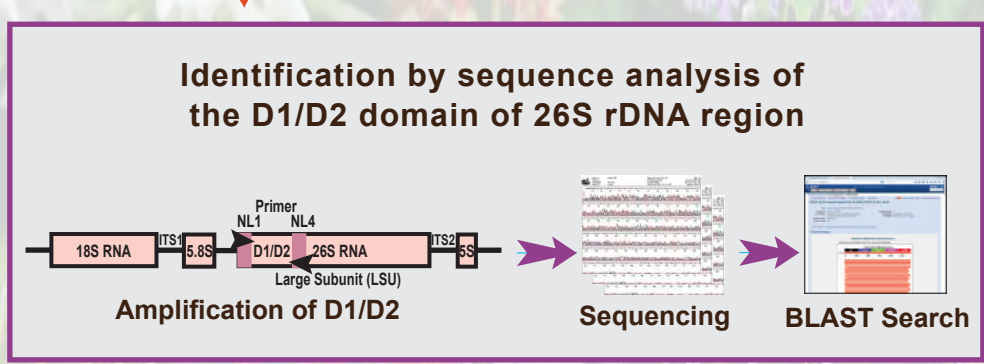 Identification by sequence analysis of
the D1/D2 domain of 26S rDNA region
Primer
NL1 NL4
18S RNA ITS1 5.8S D1/D2 26S RNA ITS2 5S
Large Subunit (LSU)
Amplification of D1/D2
Sequencing
BLAST Search